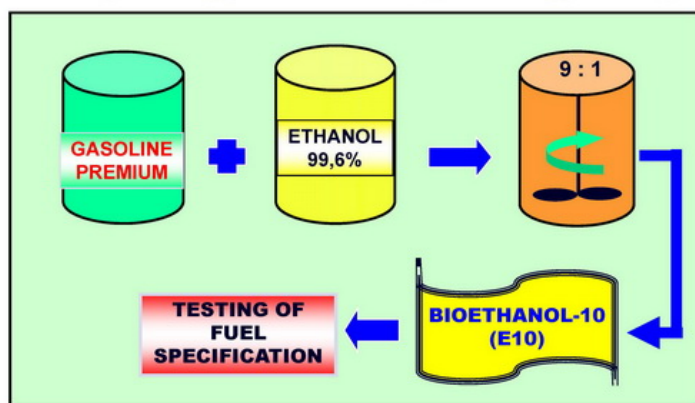 GASOLINE
PREMIUM
ETHANOL
99,6%
9 : 1
BIOETHANOL-10
(E10)
TESTING OF
FUEL
SPECIFICATION